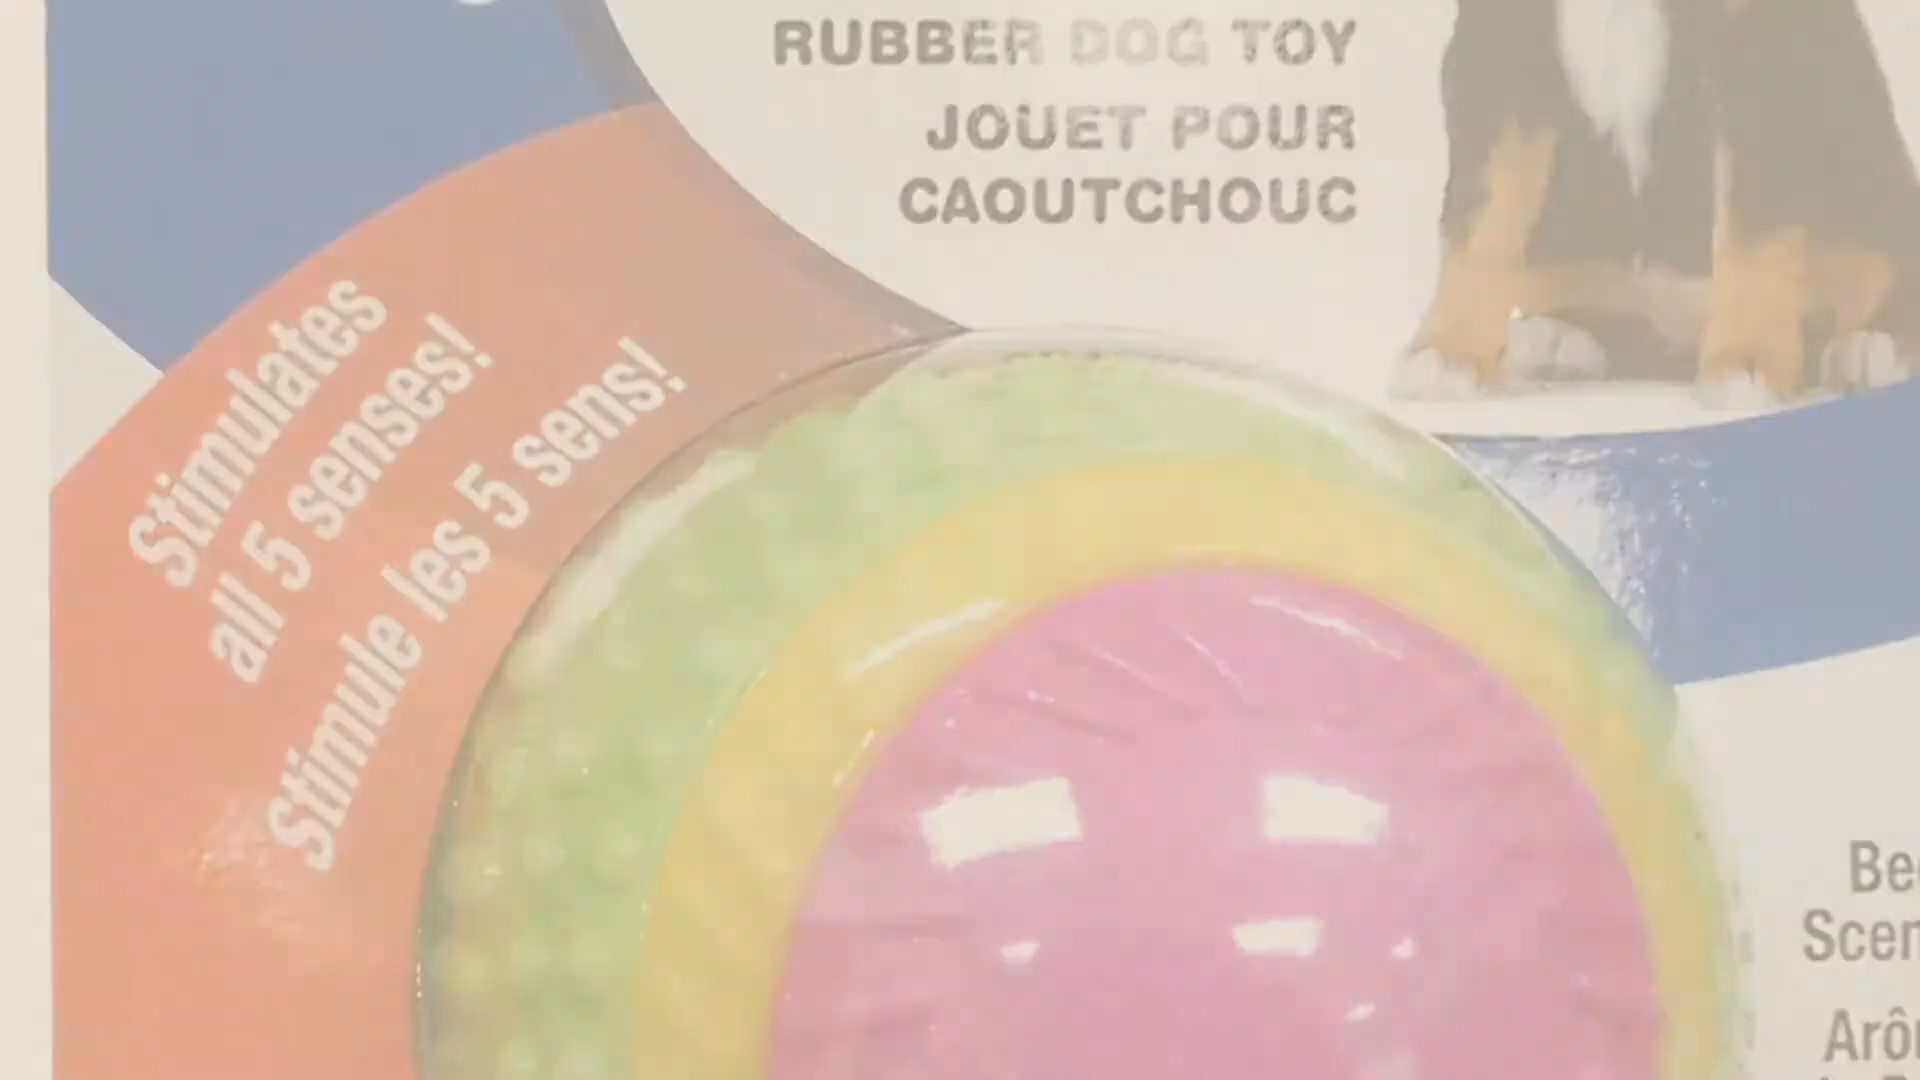 RUBBER DOG TOY
JOUET POUR
CAOUTCHOUC
Stimulates
all 5 senses!
Stimule les 5 sens!